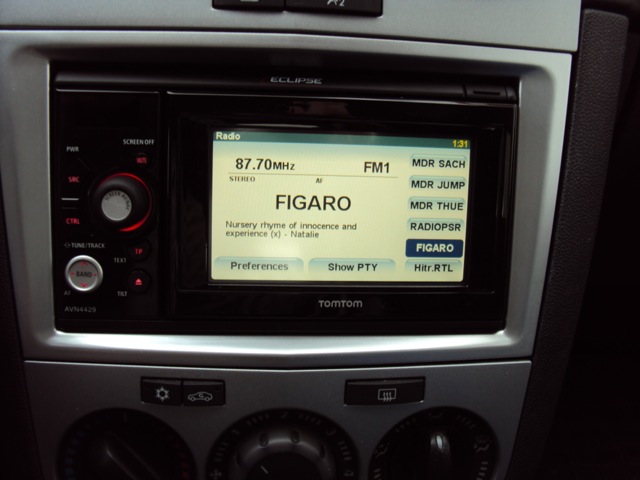 ECLIPSE
SCREEN OFF
PWR
SRC
CTRL
TUNE/TRACK
BAND
TEXT
TP
AF
TILT
AVN4429
Radio
1:31
87.70MHz
FM1
STEREO
AF
FIGARO
Nursery rhyme of innocence and
experience (x) - Natalie
MDR SACH
MDR JUMP
MDR THUE
RADIOPSR
FIGARO
Hitr.RTL
Preferences
Show PTY
TOMTOM